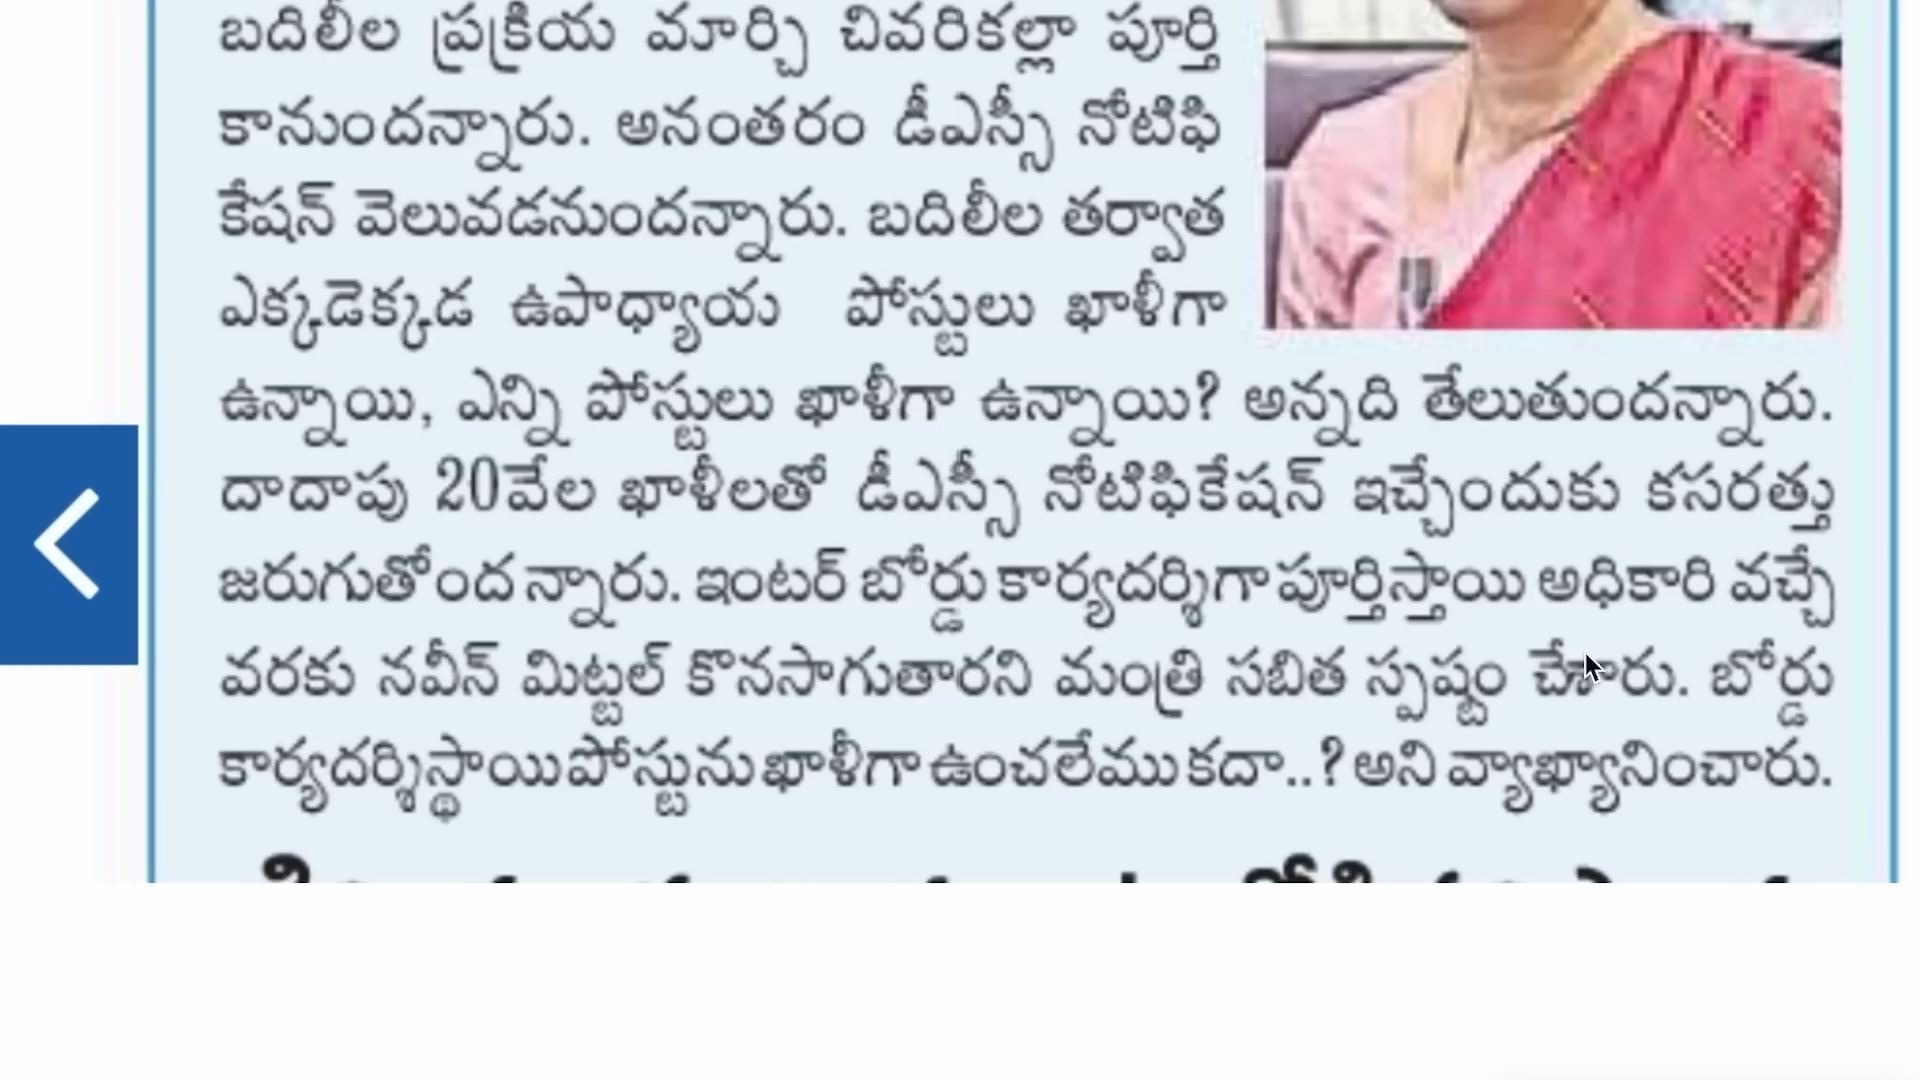 బదిలీల ప్రక్రియ మార్చి చివరికల్లా పూర్తి
కానుందన్నారు. అనంతరం డీఎస్సీ నోటిఫి
కేషన్ వెలువడనుందన్నారు. బదిలీల తర్వాత
ఎక్కడెక్కడ ఉపాధ్యాయ పోస్టులు ఖాళీగా
ఉన్నాయి, ఎన్ని పోస్టులు ఖాళీగా ఉన్నాయి? అన్నది తేలుతుందన్నారు.
దాదాపు 20వేల ఖాళీలతో డీఎస్సీ నోటిఫికేషన్ ఇచ్చేందుకు కసరత్తు
జరుగుతోంద న్నారు. ఇంటర్ బోర్డు కార్యదర్శిగా పూర్తిస్తాయి అధికారి వచ్చే
వరకు నవీన్ మిట్టల్ కొనసాగుతారని మంత్రి సబిత స్పష్టం బోర్డు
కార్యదర్శి స్థాయి పోస్టును ఖాళీగా ఉంచలేము కదా..? అని వ్యాఖ్యానించారు.